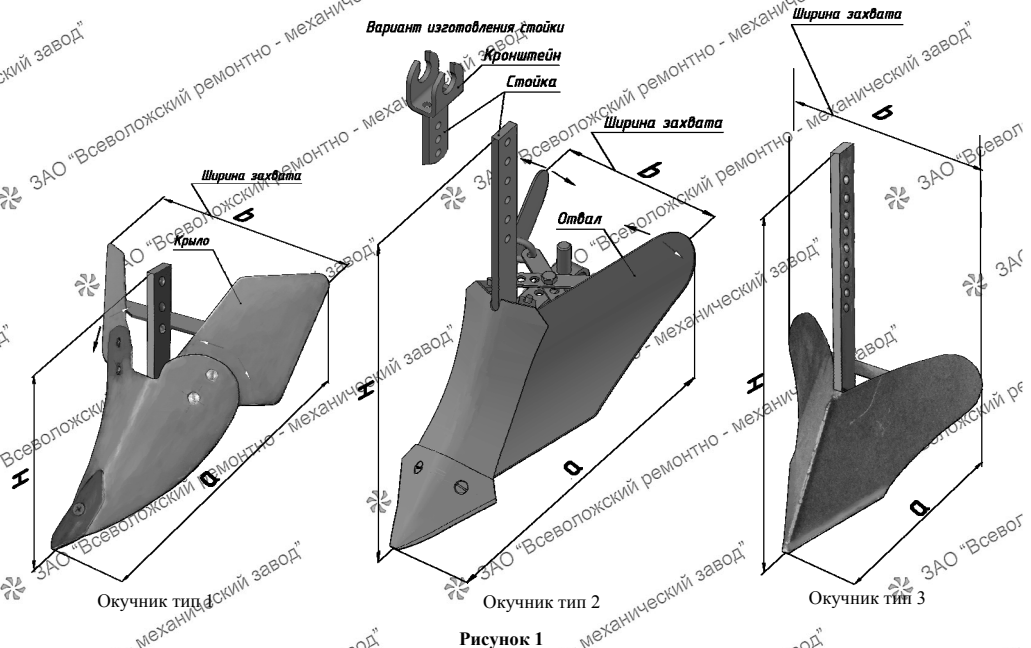 Вариант изготовления стойки
Кронштейн
Стойка
Ширина захвата
Ширина захвата
Ширина захвата
Крыло
Отвал
b
b
b
H
H
H
a
a
a
Окучник тип 1
Окучник тип 2
Окучник тип 3
Рисунок 1
ЗАО "Всеволожский ремонтно - механический завод"